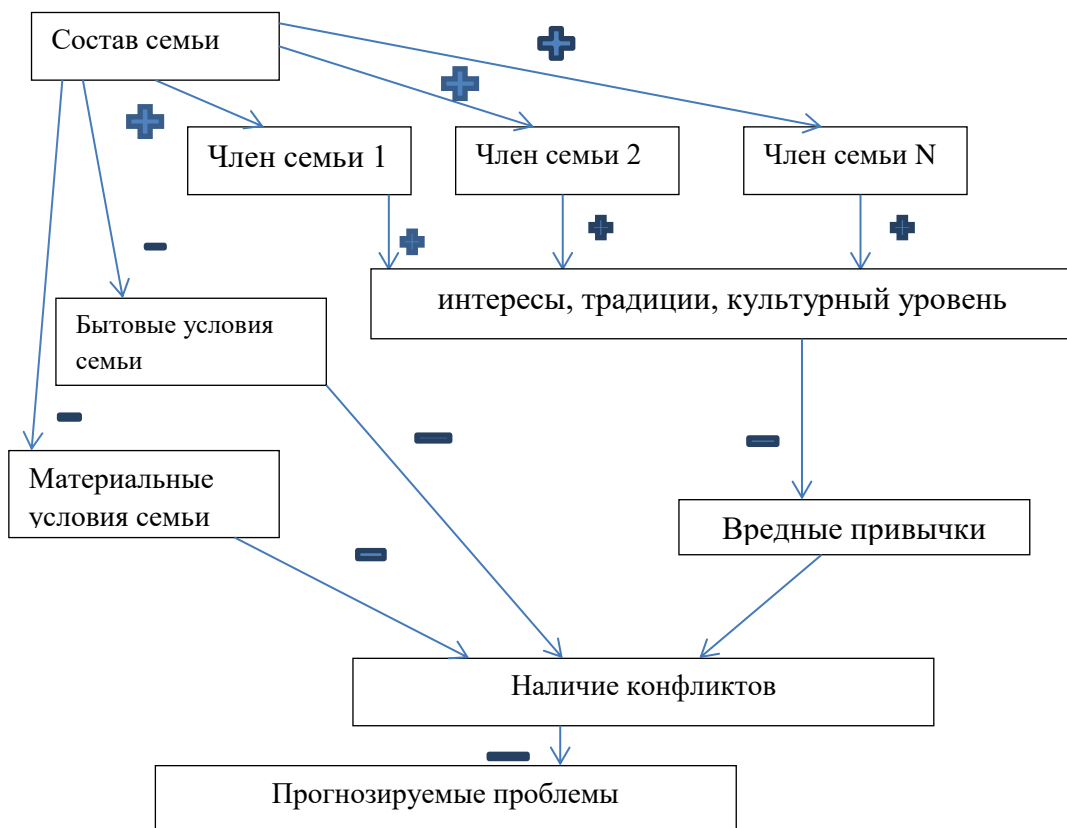 Состав семьи
Член семьи 1
Член семьи 2
Член семьи N
интересы, традиции, культурный уровень
Бытовые условия
семьи
Материальные
условия семьи
Вредные привычки
Наличие конфликтов
Прогнозируемые проблемы